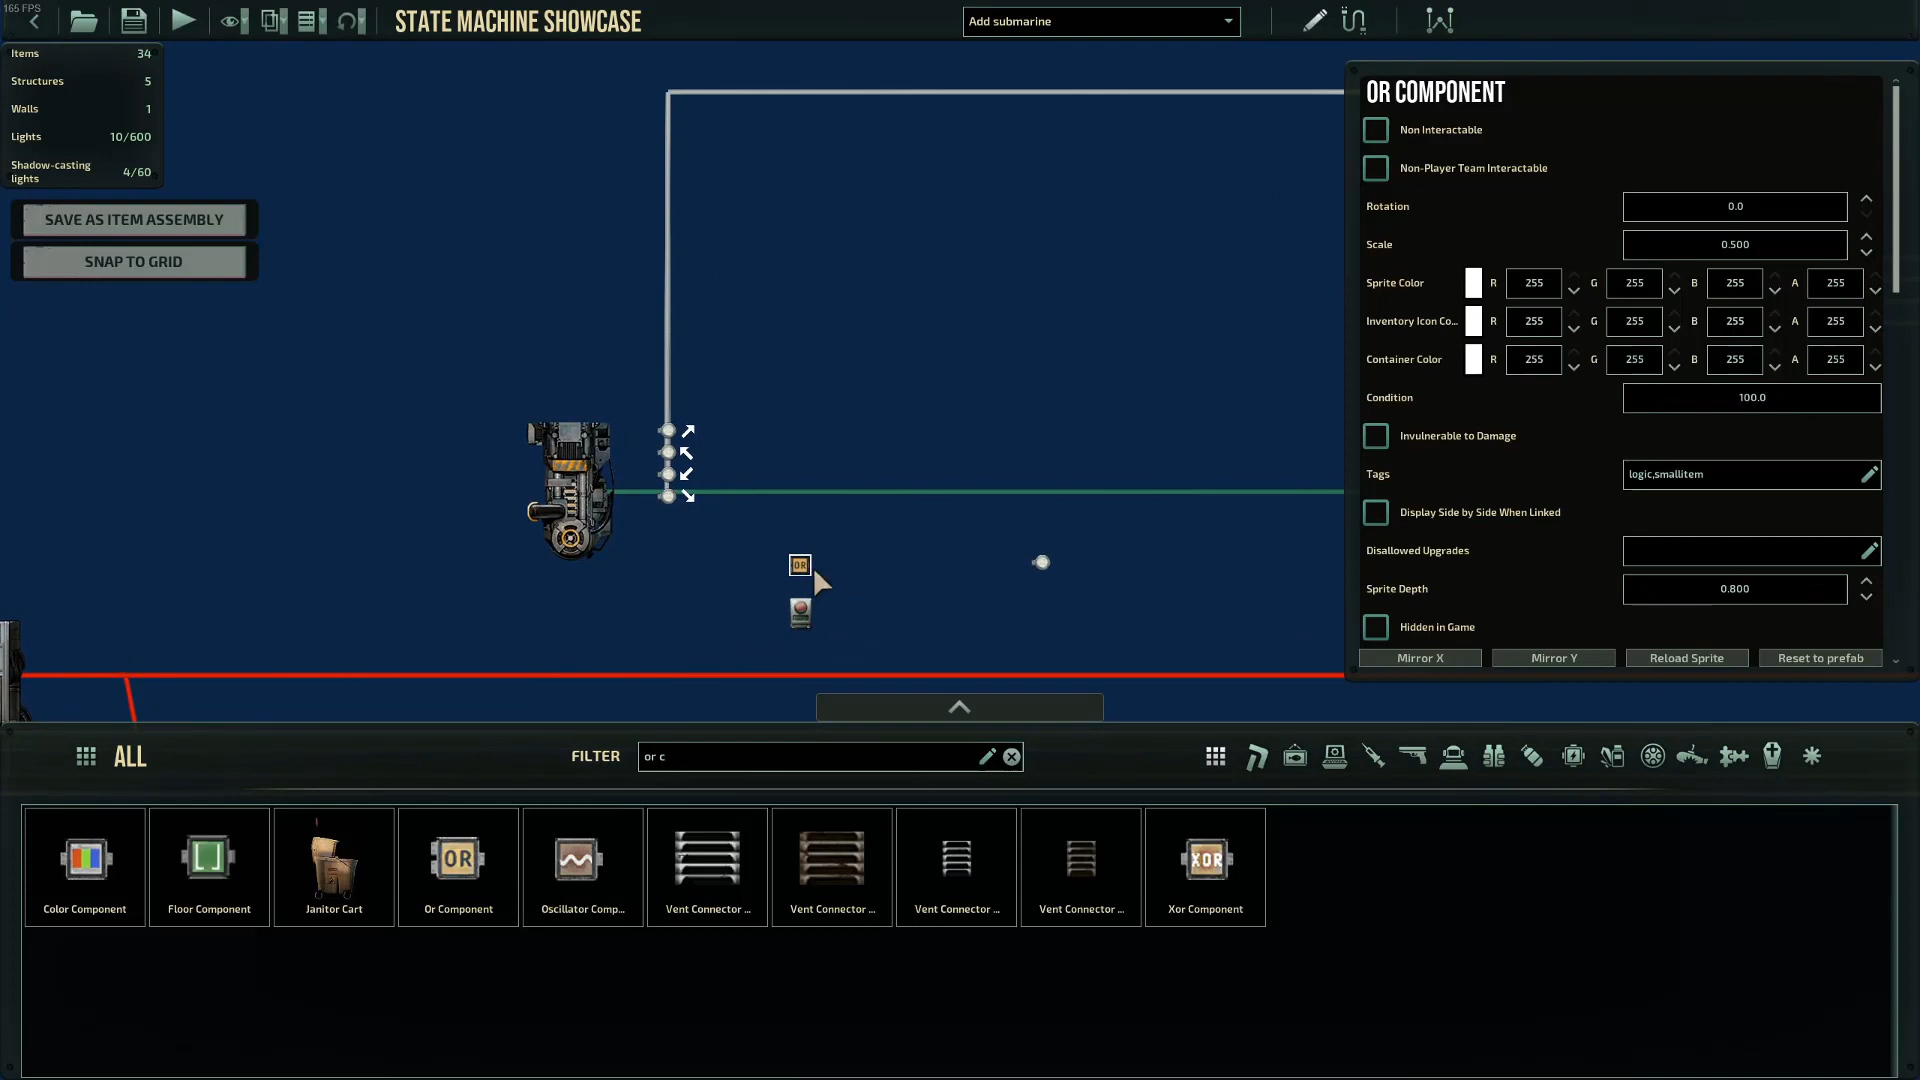 165 FPS
STATE MACHINE SHOWCASE
Add submarine
Items 34
Structures 5
Walls 1
Lights 10/600
Shadow-casting lights 4/60
SAVE AS ITEM ASSEMBLY
SNAP TO GRID
OR COMPONENT
Non Interactable
Non-Player Team Interactable
Rotation 0.0
Scale 0.500
Sprite Color R 255 G 255 B 255 A 255
Inventory Icon Co... R 255 G 255 B 255 A 255
Container Color R 255 G 255 B 255 A 255
Condition 100.0
Invulnerable to Damage
Tags logic,smallitem
Display Side by Side When Linked
Disallowed Upgrades
Sprite Depth 0.800
Hidden in Game
Mirror X Mirror Y Reload Sprite Reset to prefab
OR
ALL FILTER or c
OR XOR
Color Component Floor Component Janitor Cart Or Component Oscillator Comp... Vent Connector ... Vent Connector ... Vent Connector ... Vent Connector ... Xor Component